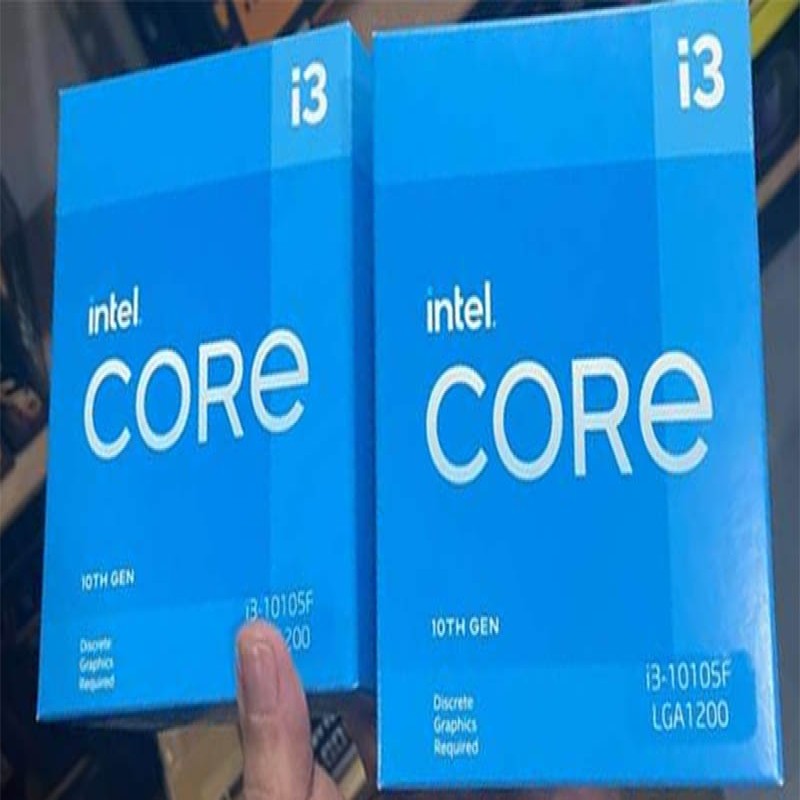 i3
intel
CORE
10TH GEN
i3-10105F
200
Discrete
Graphics
Required
i3
intel
CORE
10TH GEN
i3-10105F
LGA1200
Discrete
Graphics
Required